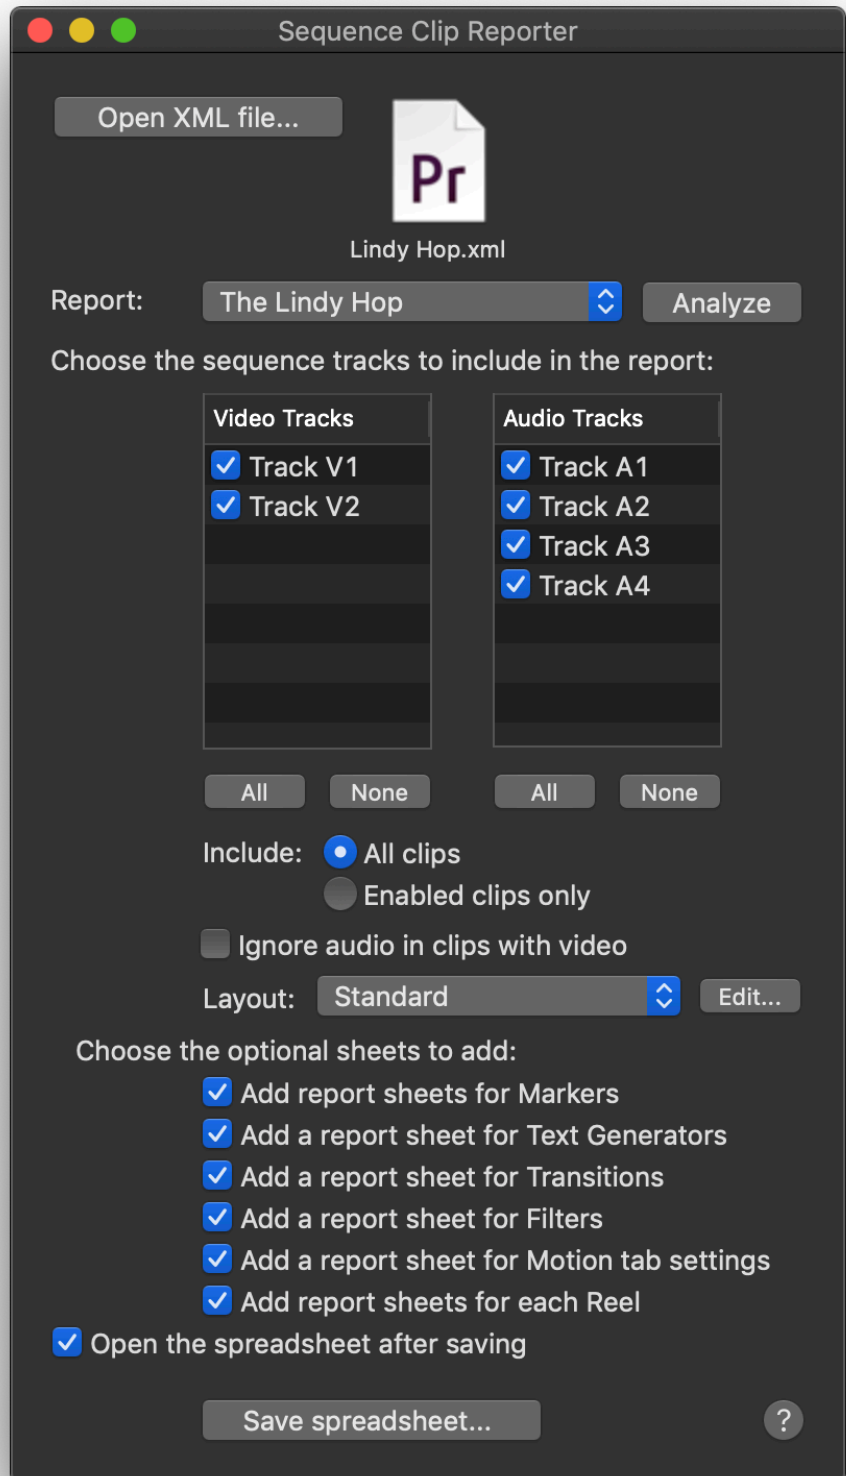 Sequence Clip Reporter
Open XML file...
Pr
Lindy Hop.xml
Report: The Lindy Hop Analyze
Choose the sequence tracks to include in the report:
Video Tracks Audio Tracks
Track V1 Track A1
Track V2 Track A2
Track A3
Track A4
All None All None
Include: All clips
Enabled clips only
Ignore audio in clips with video
Layout: Standard Edit...
Choose the optional sheets to add:
Add report sheets for Markers
Add a report sheet for Text Generators
Add a report sheet for Transitions
Add a report sheet for Filters
Add a report sheet for Motion tab settings
Add report sheets for each Reel
Open the spreadsheet after saving
Save spreadsheet... ?